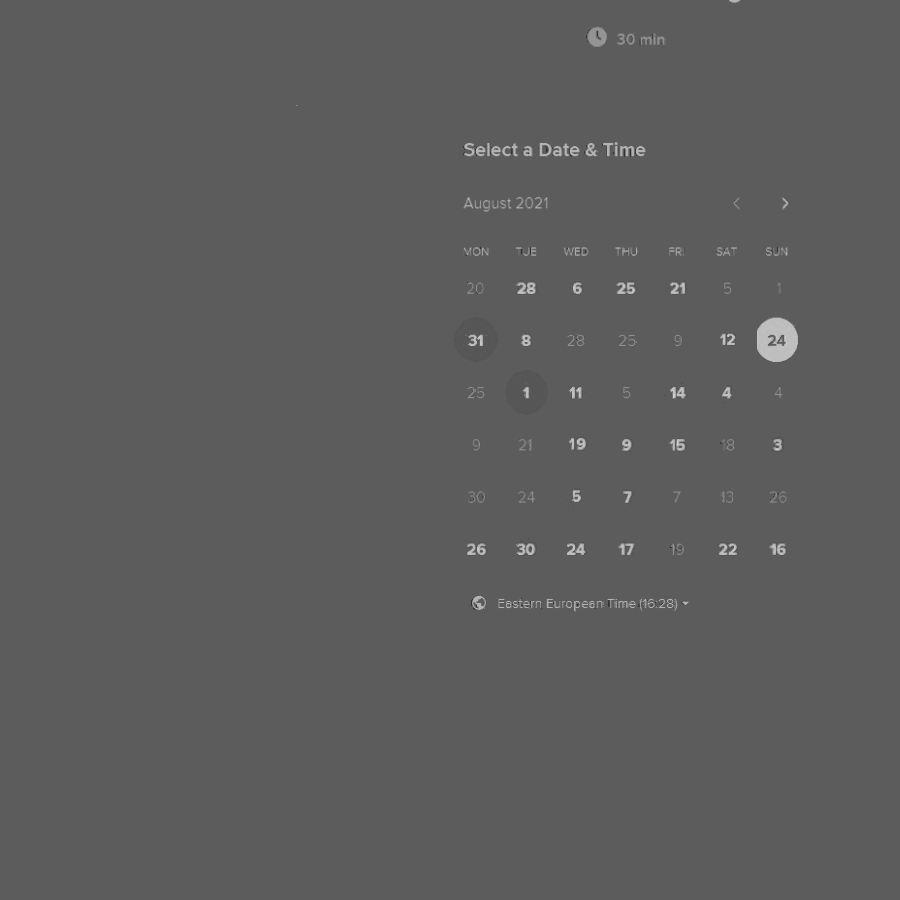 30 min
Select a Date & Time
August 2021
MON TUE WED THU FRI SAT SUN
20 28 6 25 21 5 1
31 8 28 25 9 12 24
25 1 11 5 14 4 4
9 21 19 9 15 18 3
30 24 5 7 7 13 26
26 30 24 17 19 22 16
Eastern European Time (16:28)